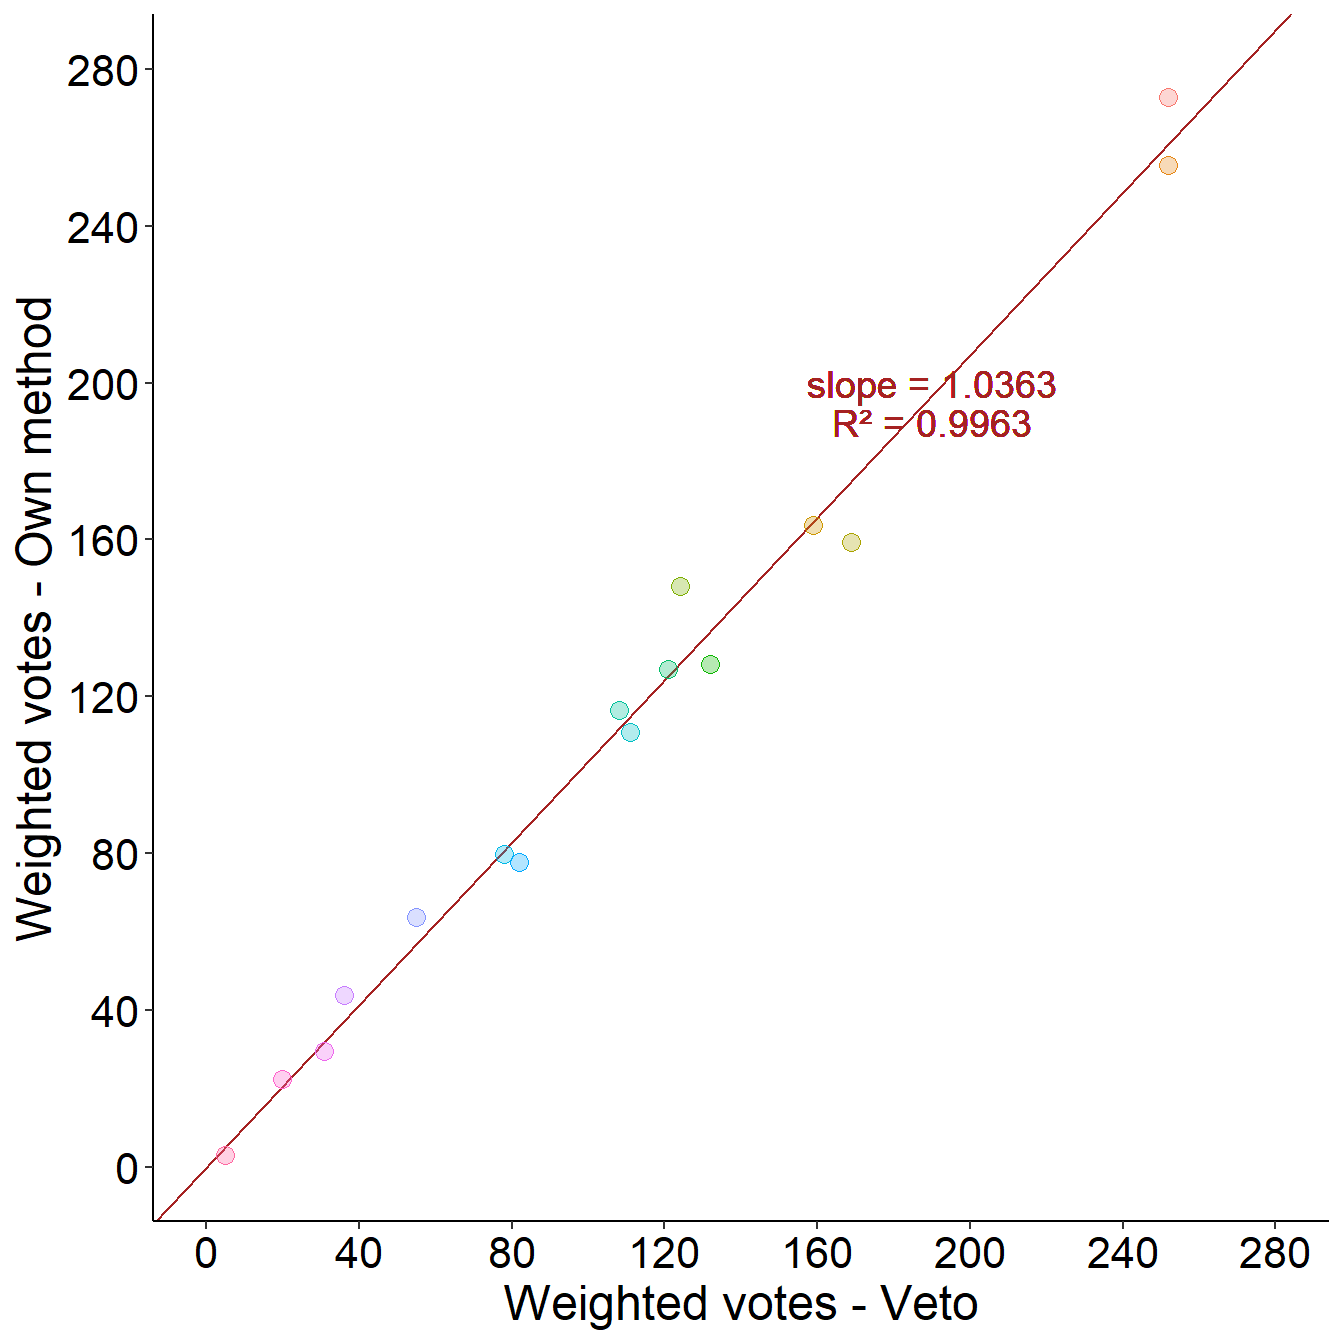 280
240
200
160
120
80
40
0
Weighted votes - Own method
slope = 1.0363
R² = 0.9963
0 40 80 120 160 200 240 280
Weighted votes - Veto